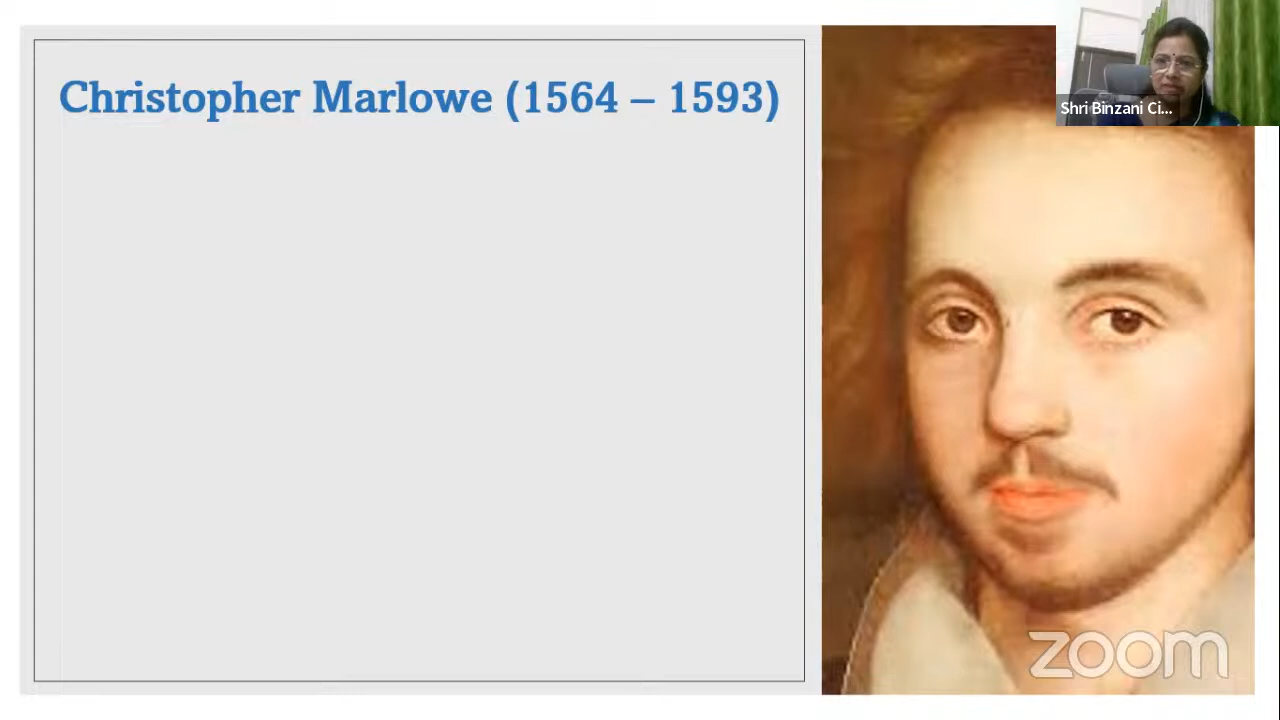 Christopher Marlowe (1564 – 1593)
Shri Binzani Ci...
zoom